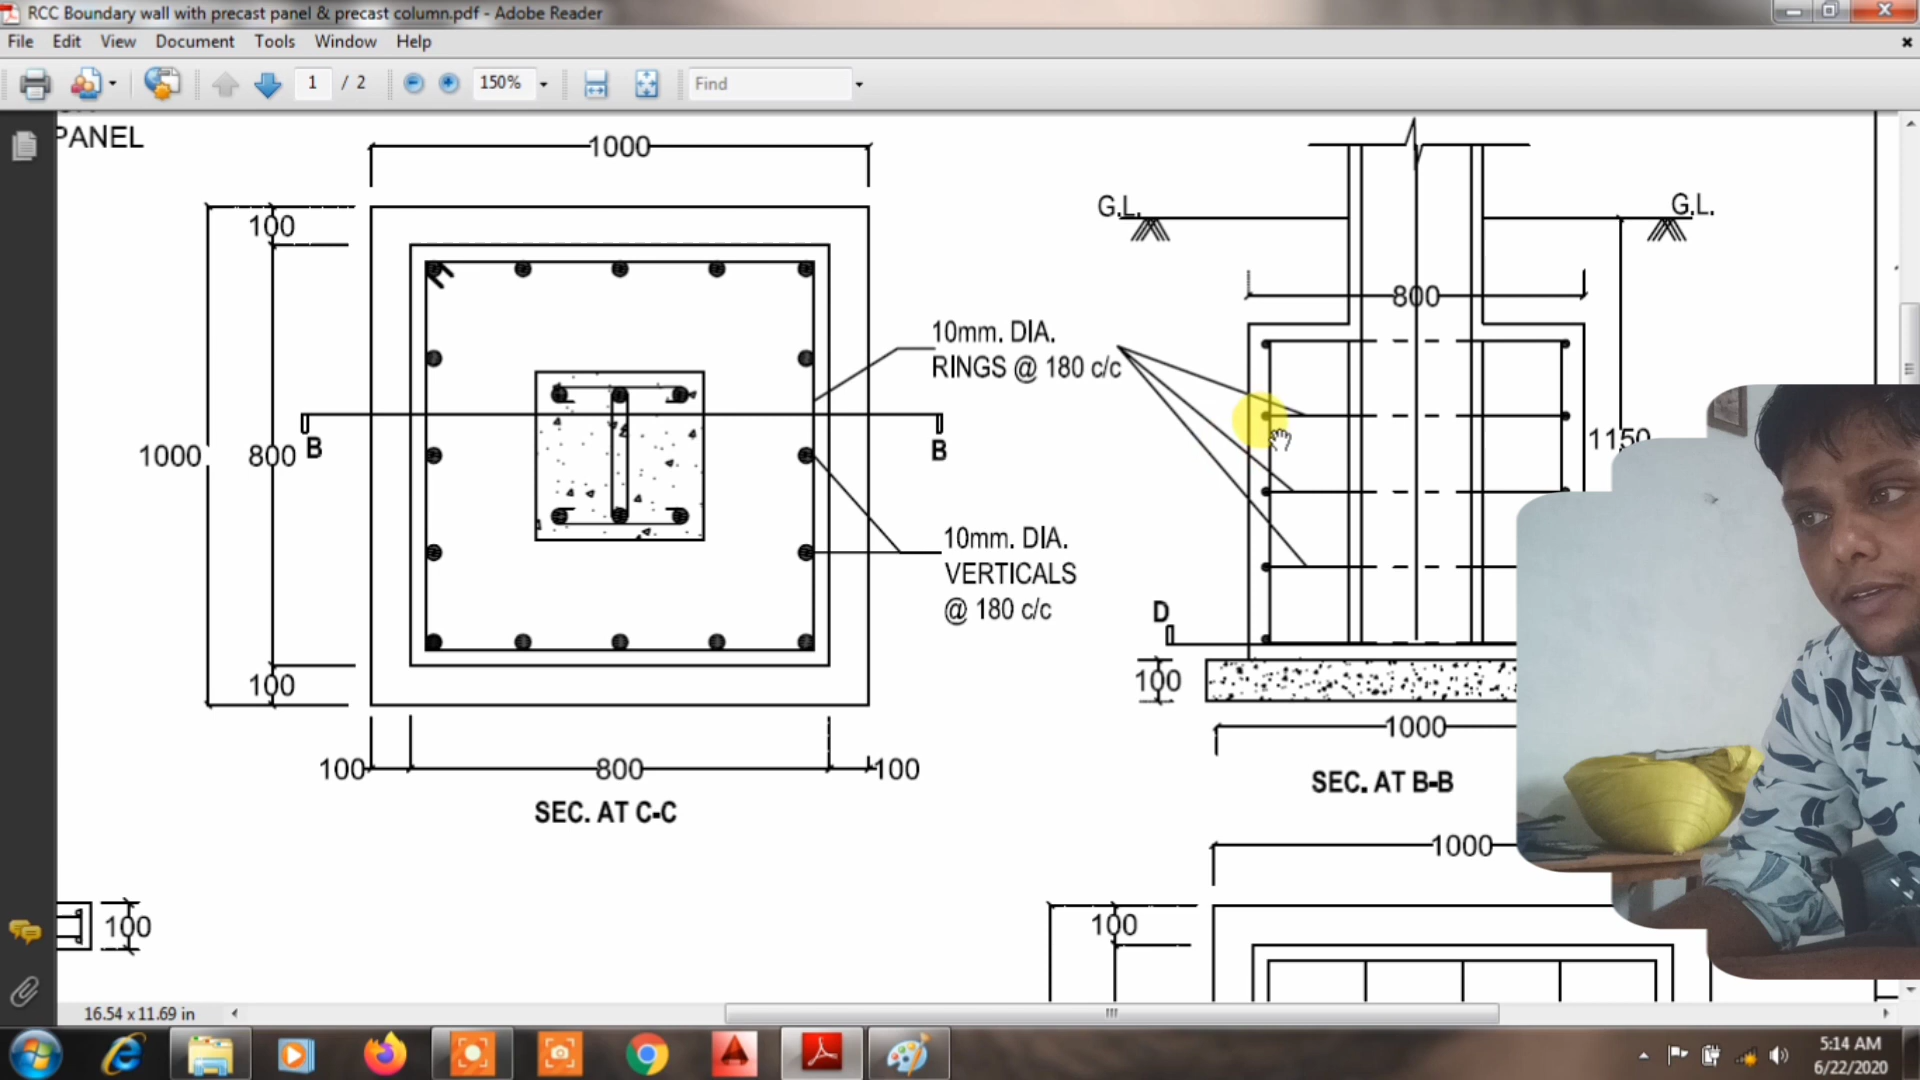 RCC Boundary wall with precast panel & precast column.pdf - Adobe Reader
File Edit View Document Tools Window Help
1 / 2 150% Find
PANEL
1000
100
1000
800
100
B
B
10mm. DIA.
RINGS @ 180 c/c
10mm. DIA.
VERTICALS
@ 180 c/c
100
800
100
SEC. AT C-C
G.L.
G.L.
800
1150
D
100
1000
SEC. AT B-B
1000
100
100
16.54 x 11.69 in
5:14 AM
6/22/2020